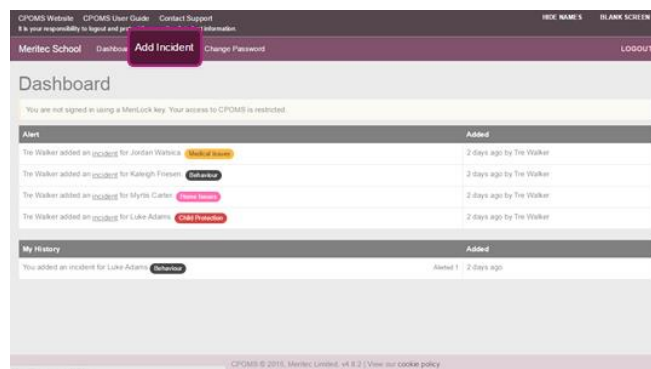 CPOMS Website CPOMS User Guide Contact Support HIDE NAMES BLANK SCREEN
It is your responsibility to logout and information.
Meritec School Dashboard Add Incident Change Password LOGOUT
Dashboard
You are not signed in using a MeriLock key. Your access to CPOMS is restricted.
Alert Added
Tre Walker added an incident for Jordan Watsica. Medical Issues 2 days ago by Tre Walker
Tre Walker added an incident for Kaleigh Friesen. Behaviour 2 days ago by Tre Walker
Tre Walker added an incident for Myrtis Carter. Home Issues 2 days ago by Tre Walker
Tre Walker added an incident for Luke Adams. Child Protection 2 days ago by Tre Walker
My History Added
You added an incident for Luke Adams. Behaviour Alerted 1 2 days ago
CPOMS © 2015, Meritec Limited, v4.9.2 | View our cookie policy